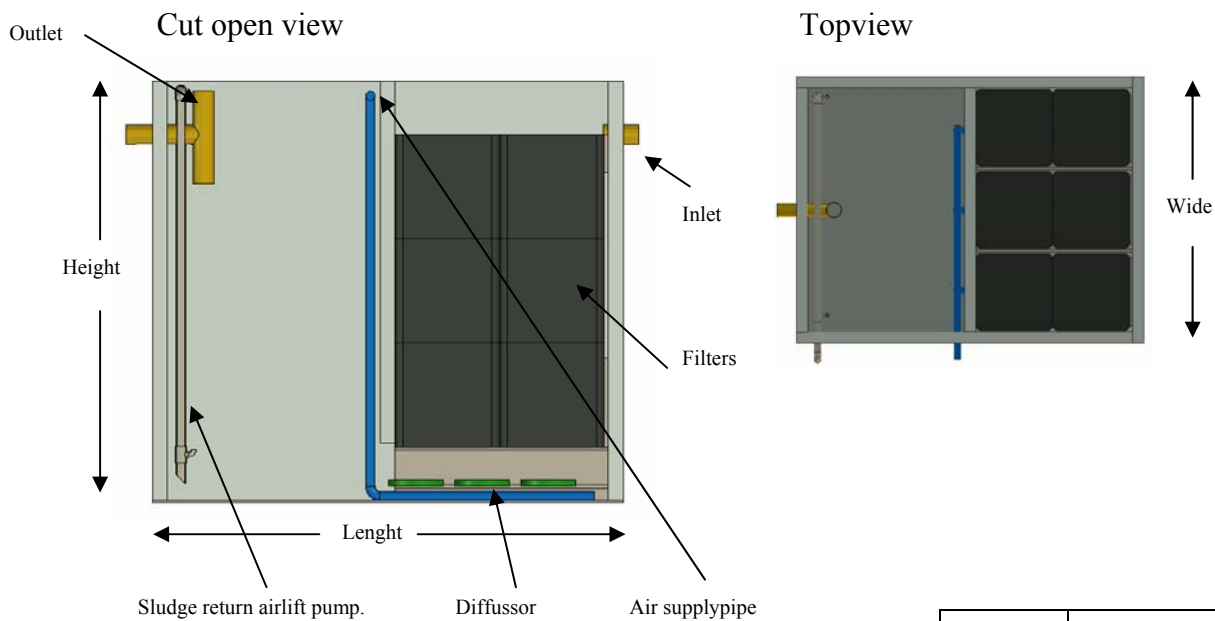 Cut open view
Topview
Outlet
Inlet
Wide
Height
Filters
Lenght
Sludge return airlift pump.
Diffussor
Air supplypipe